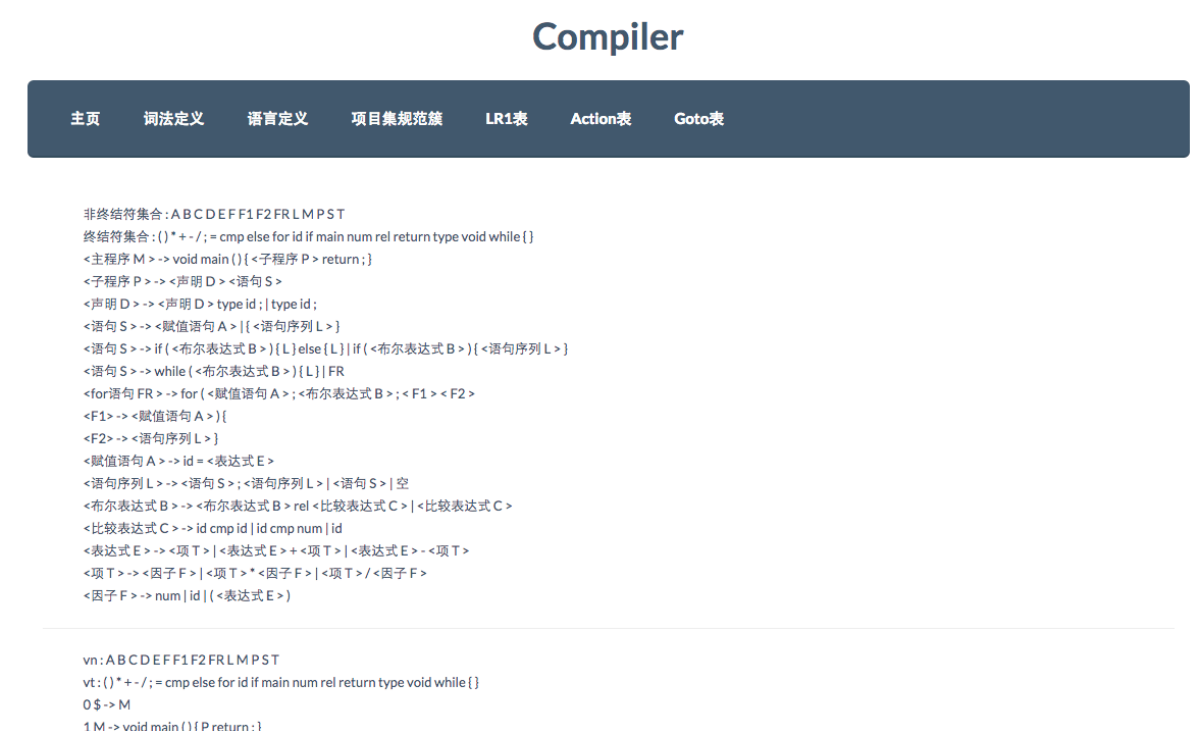 Compiler
主页 词法定义 语言定义 项目集规范簇 LR1表 Action表 Goto表
非终结符集合 : A B C D E F F1 F2 FR L M P S T
终结符集合 : ( ) * + - / ; = cmp else for id if main num rel return type void while { }
<主程序 M > -> void main ( ) { <子程序 P > return ; }
<子程序 P > -> <声明 D > <语句 S >
<声明 D > -> <声明 D > type id ; | type id ;
<语句 S > -> <赋值语句 A > | { <语句序列 L > }
<语句 S > -> if ( <布尔表达式 B > ) { L } else { L } | if ( <布尔表达式 B > ) { <语句序列 L > }
<语句 S > -> while ( <布尔表达式 B > ) { L } | FR
<for语句 FR > -> for ( <赋值语句 A > ; <布尔表达式 B > ; < F1 > < F2 >
<F1> -> <赋值语句 A > ) {
<F2> -> <语句序列 L > }
<赋值语句 A > -> id = <表达式 E >
<语句序列 L > -> <语句 S > ; <语句序列 L > | <语句 S > | 空
<布尔表达式 B > -> <布尔表达式 B > rel <比较表达式 C > | <比较表达式 C >
<比较表达式 C > -> id cmp id | id cmp num | id
<表达式 E > -> <项 T > | <表达式 E > + <项 T > | <表达式 E > - <项 T >
<项 T > -> <因子 F > | <项 T > * <因子 F > | <项 T > / <因子 F >
<因子 F > -> num | id | ( <表达式 E > )
vn : A B C D E F F1 F2 FR L M P S T
vt : ( ) * + - / ; = cmp else for id if main num rel return type void while { }
0 $ -> M
1 M -> void main ( ) { P return ; }